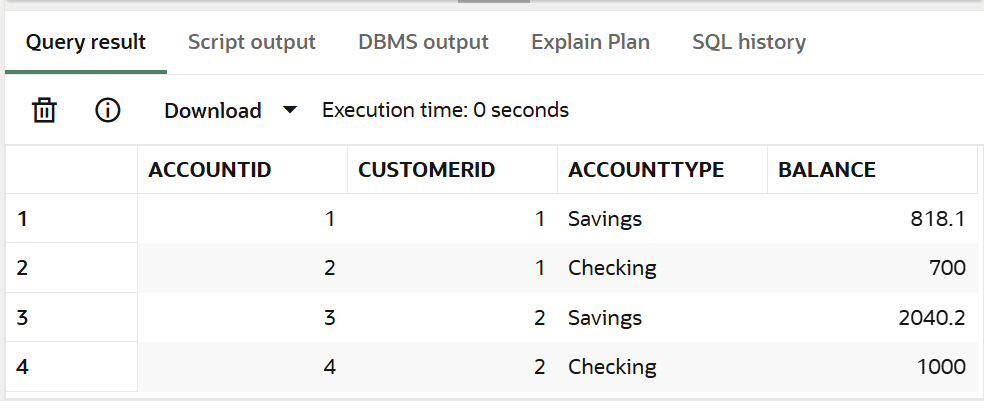 Query result Script output DBMS output Explain Plan SQL history
Download Execution time: 0 seconds
ACCOUNTID CUSTOMERID ACCOUNTTYPE BALANCE
1 1 1 Savings 818.1
2 2 1 Checking 700
3 3 2 Savings 2040.2
4 4 2 Checking 1000